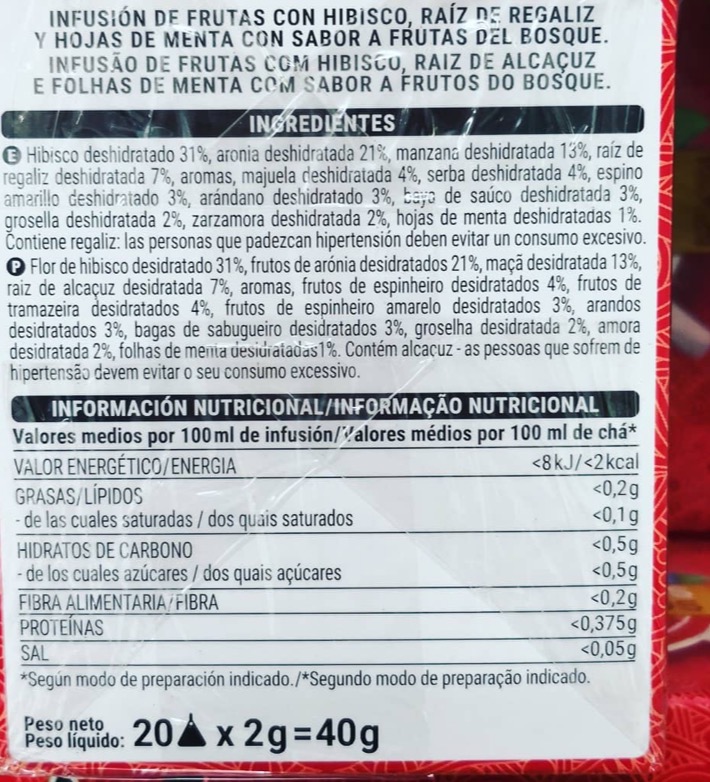 INFUSIÓN DE FRUTAS CON HIBISCO, RAÍZ DE REGALIZ
Y HOJAS DE MENTA CON SABOR A FRUTAS DEL BOSQUE.
INFUSÃO DE FRUTAS COM HIBISCO, RAIZ DE ALCAÇUZ
E FOLHAS DE MENTA COM SABOR A FRUTOS DO BOSQUE.
INGREDIENTES
E Hibisco deshidratado 31%, aronia deshidratada 21%, manzana deshidratada 13%, raíz de
regaliz deshidratada 7%, aromas, majuela deshidratada 4%, serba deshidratada 4%, espino
amarillo deshidratado 3%, arándano deshidratado 3%, baya de saúco deshidratada 3%,
grosella deshidratada 2%, zarzamora deshidratada 2%, hojas de menta deshidratadas 1%.
Contiene regaliz: las personas que padezcan hipertensión deben evitar un consumo excesivo.
P Flor de hibisco desidratado 31%, frutos de arónia desidratados 21%, maçã desidratada 13%,
raiz de alcaçuz desidratada 7%, aromas, frutos de espinheiro desidratados 4%, frutos de
tramazeira desidratados 4%, frutos de espinheiro amarelo desidratados 3%, arandos
desidratados 3%, bagas de sabugueiro desidratados 3%, groselha desidratada 2%, amora
desidratada 2%, folhas de menta desidratadas1%. Contém alcaçuz - as pessoas que sofrem de
hipertensão devem evitar o seu consumo excessivo.
INFORMACIÓN NUTRICIONAL/INFORMAÇÃO NUTRICIONAL
Valores medios por 100 ml de infusión/Valores médios por 100 ml de chá*
VALOR ENERGÉTICO/ENERGIA <8 kJ/<2kcal
GRASAS/LÍPIDOS <0,2g
- de las cuales saturadas / dos quais saturados <0,1g
HIDRATOS DE CARBONO <0,5g
- de los cuales azúcares / dos quais açúcares <0,5g
FIBRA ALIMENTARIA/FIBRA <0,2g
PROTEÍNAS <0,375g
SAL <0,05g
*Según modo de preparación indicado./*Segundo modo de preparação indicado.
Peso neto
Peso líquido: 20 x 2g=40g